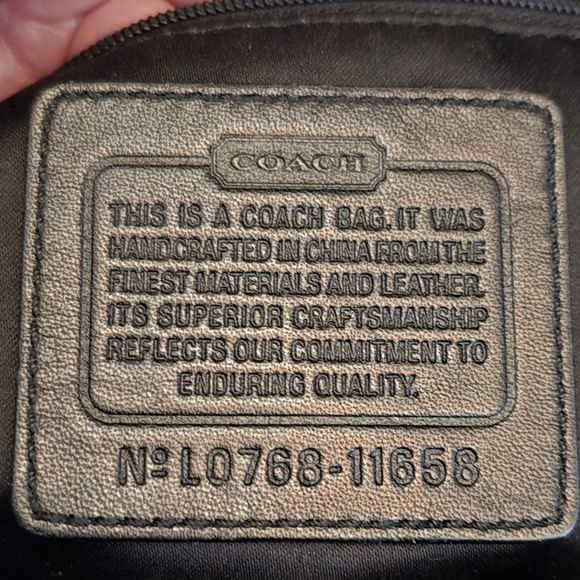 COACH
THIS IS A COACH BAG. IT WAS
HANDCRAFTED IN CHINA FROM THE
FINEST MATERIALS AND LEATHER.
ITS SUPERIOR CRAFTSMANSHIP
REFLECTS OUR COMMITMENT TO
ENDURING QUALITY.
Nº L0768-11658